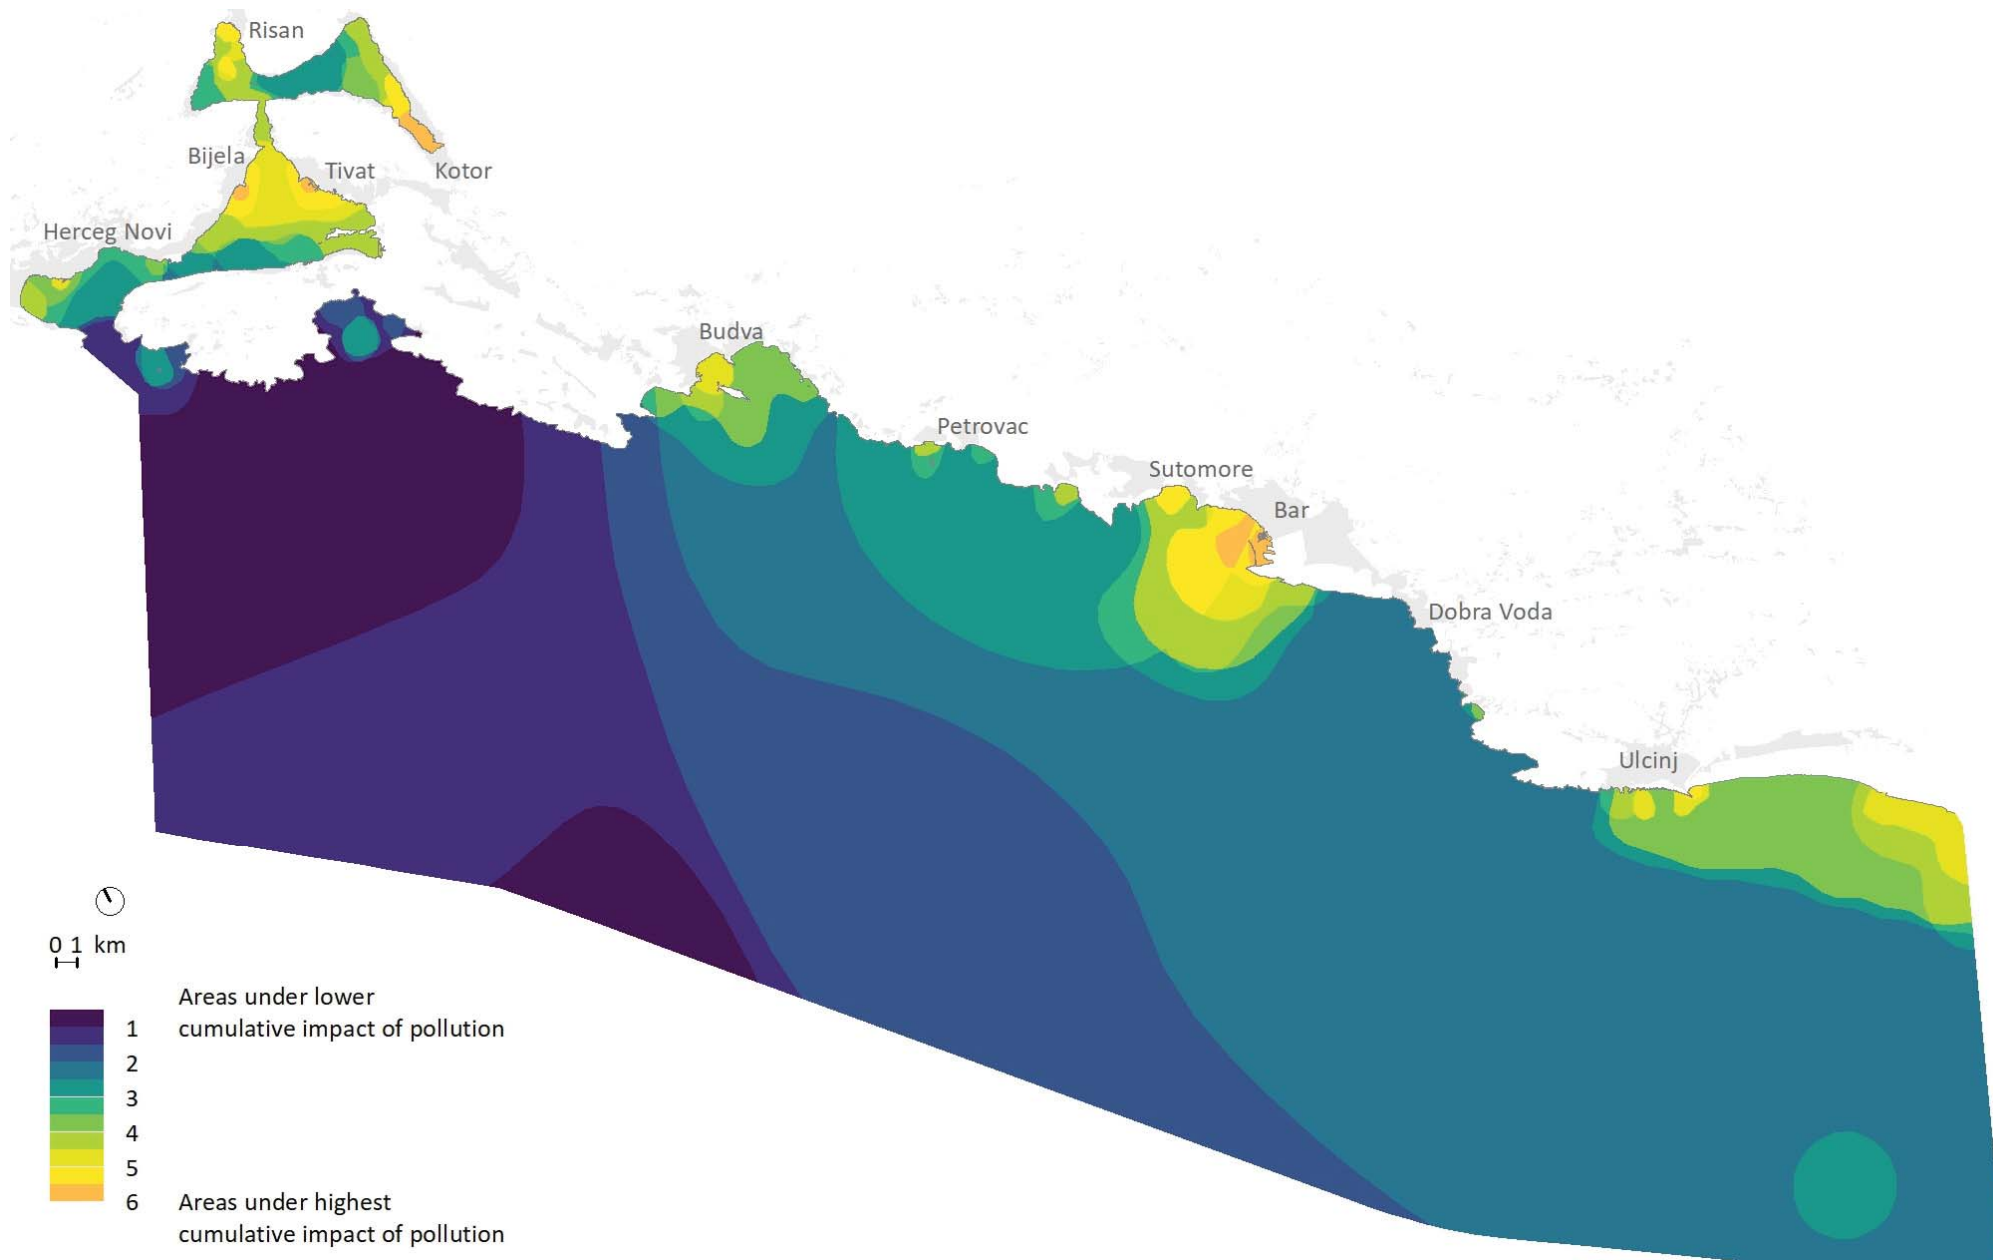 Risan
Bijela
Tivat
Kotor
Herceg Novi
Budva
Petrovac
Sutomore
Bar
Dobra Voda
Ulcinj
0 1 km
Areas under lower
cumulative impact of pollution
1
2
3
4
5
6
Areas under highest
cumulative impact of pollution